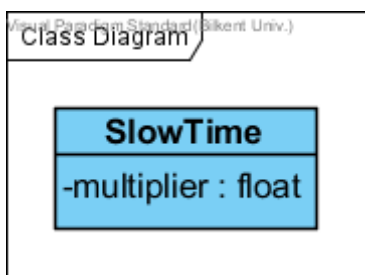 Visual Paradigm Standard(Bilkent Univ.)
Class Diagram
SlowTime
-multiplier : float